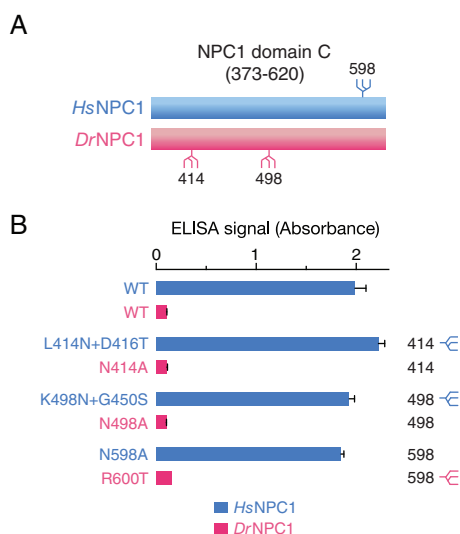 A
NPC1 domain C
(373-620)
598
HsNPC1
DrNPC1
414 498
B
ELISA signal (Absorbance)
0 1 2
WT
WT
L414N+D416T 414
N414A 414
K498N+G450S 498
N498A 498
N598A 598
R600T 598
HsNPC1
DrNPC1